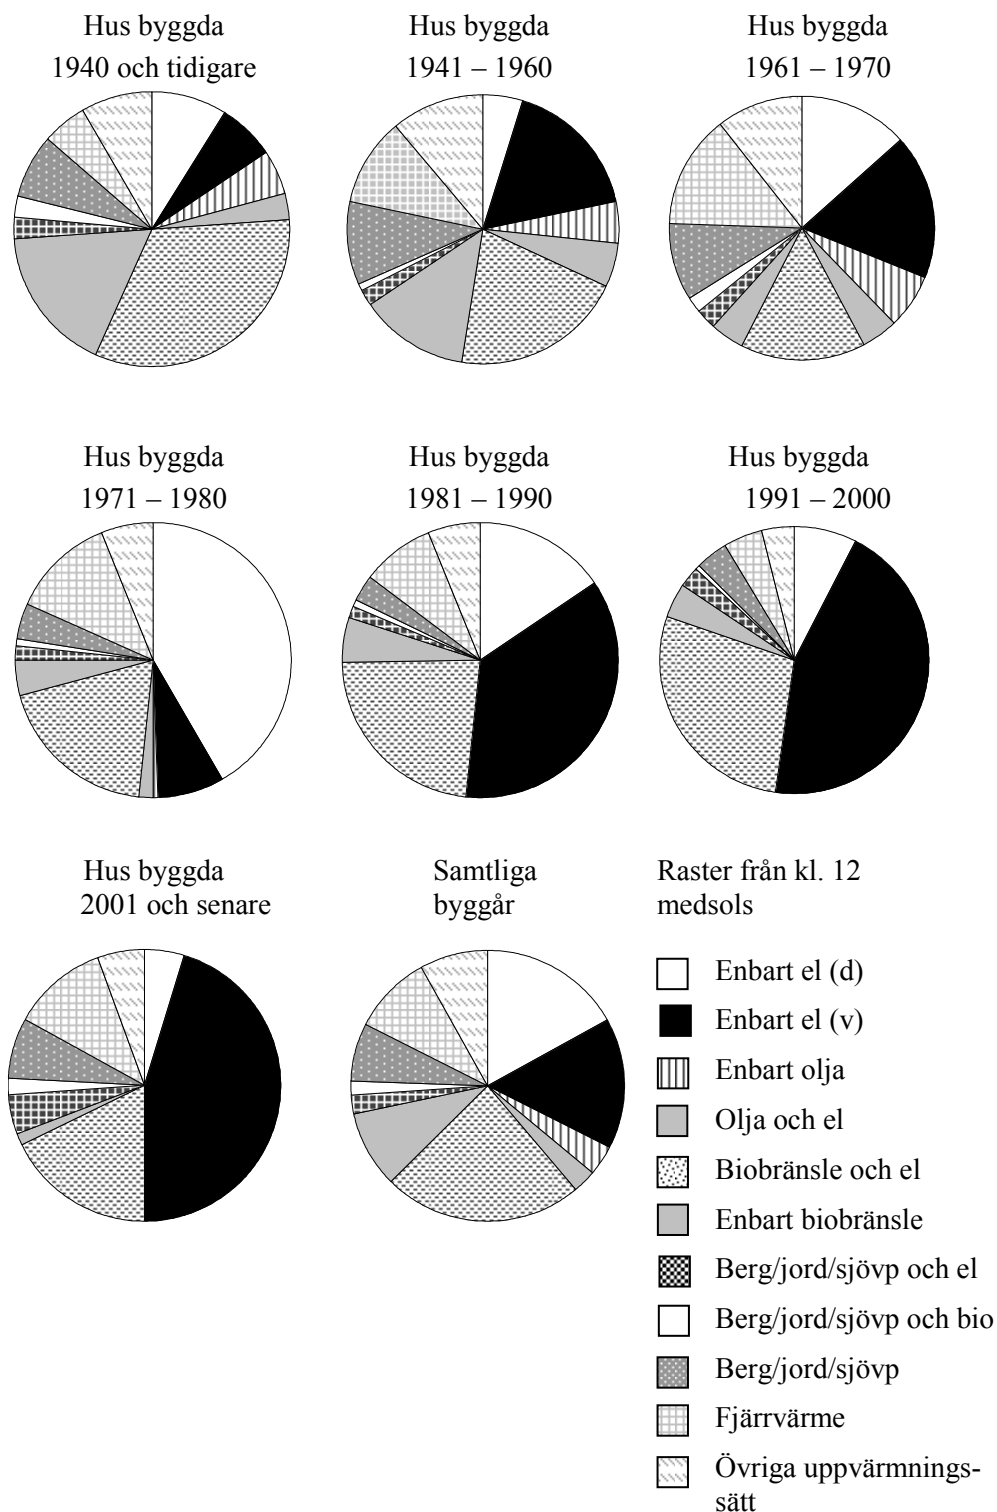 Hus byggda
1940 och tidigare
Hus byggda
1941 – 1960
Hus byggda
1961 – 1970
Hus byggda
1971 – 1980
Hus byggda
1981 – 1990
Hus byggda
1991 – 2000
Hus byggda
2001 och senare
Samtliga
byggår
Raster från kl. 12
medsols
Enbart el (d)
Enbart el (v)
Enbart olja
Olja och el
Biobränsle och el
Enbart biobränsle
Berg/jord/sjövp och el
Berg/jord/sjövp och bio
Berg/jord/sjövp
Fjärrvärme
Övriga uppvärmnings-
sätt